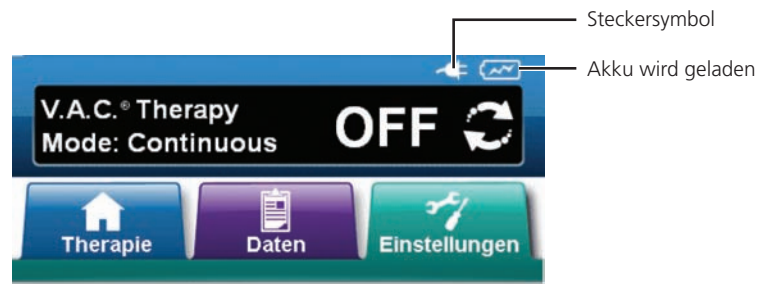 Steckersymbol
Akku wird geladen
V.A.C.® Therapy
Mode: Continuous
OFF
Therapie
Daten
Einstellungen